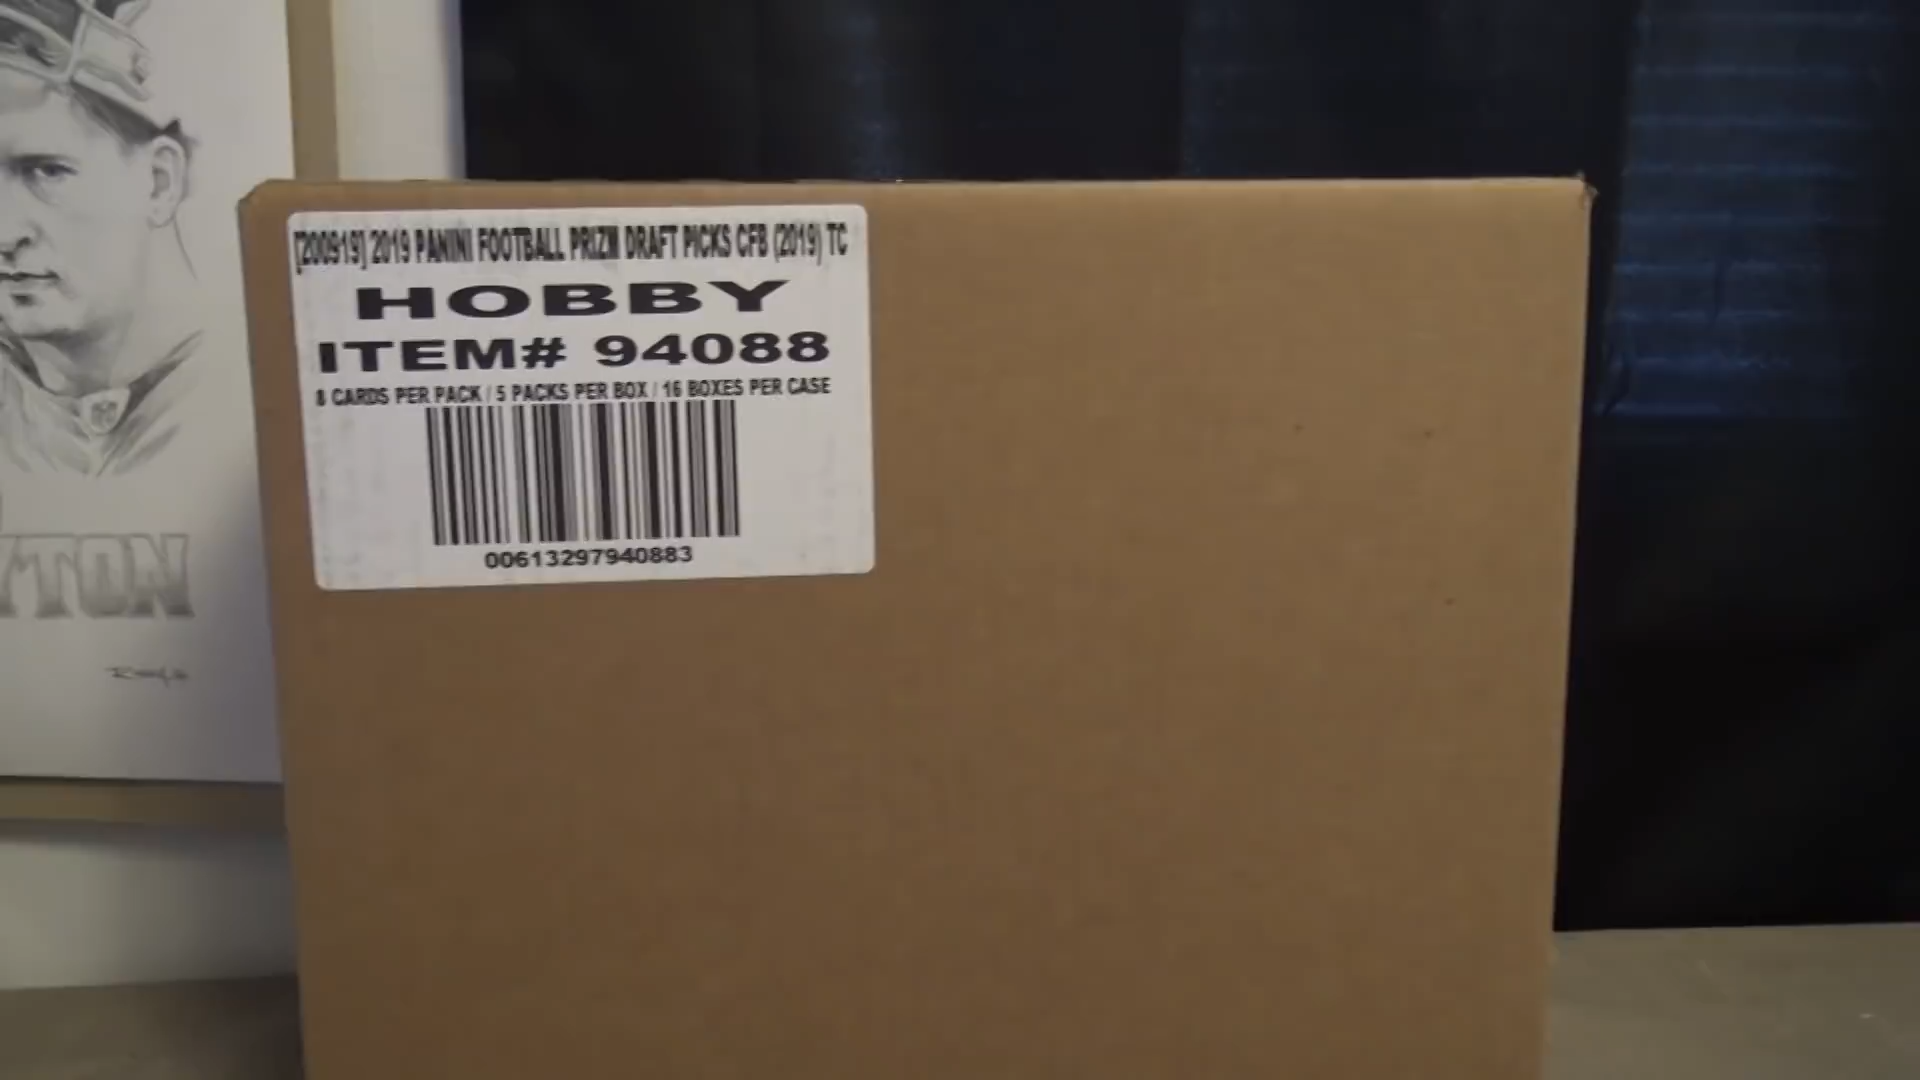 [200919] 2019 PANINI FOOTBALL PRIZM DRAFT PICKS CFB (2019) TC
HOBBY
ITEM# 94088
8 CARDS PER PACK / 5 PACKS PER BOX / 16 BOXES PER CASE
00613297940883
YTON